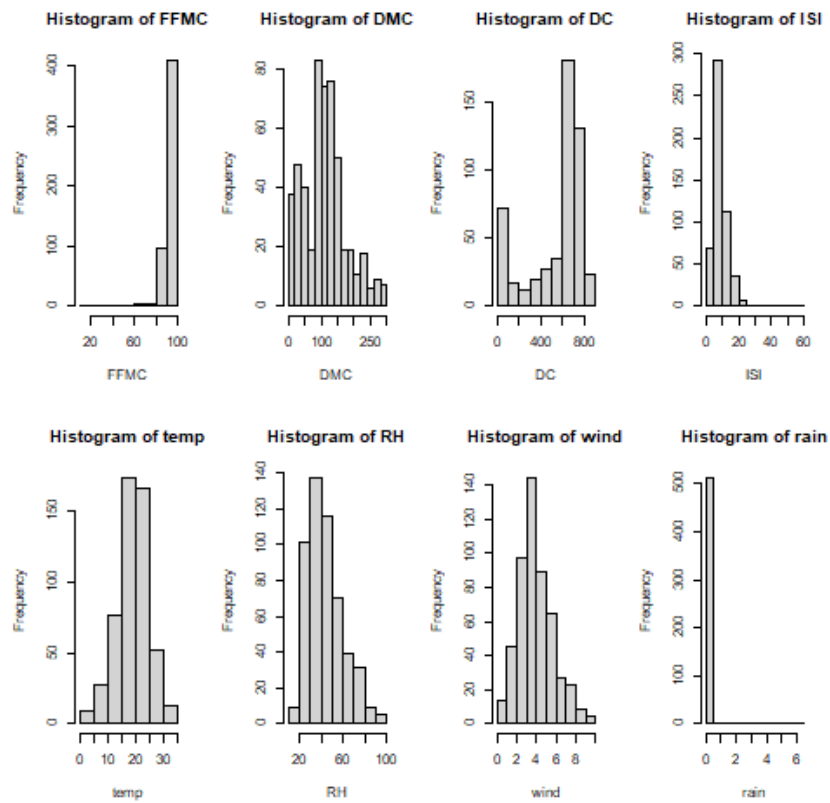 Histogram of FFMC
Frequency
0 100 200 300 400
20 60 100
FFMC
Histogram of DMC
Frequency
0 20 40 60 80
0 100 250
DMC
Histogram of DC
Frequency
0 50 100 150
0 400 800
DC
Histogram of ISI
Frequency
0 50 100 150 200 250 300
0 20 40 60
ISI
Histogram of temp
Frequency
0 50 100 150
0 10 20 30
temp
Histogram of RH
Frequency
0 20 40 60 80 100 120 140
20 60 100
RH
Histogram of wind
Frequency
0 20 40 60 80 100 120 140
0 2 4 6 8
wind
Histogram of rain
Frequency
0 100 200 300 400 500
0 2 4 6
rain